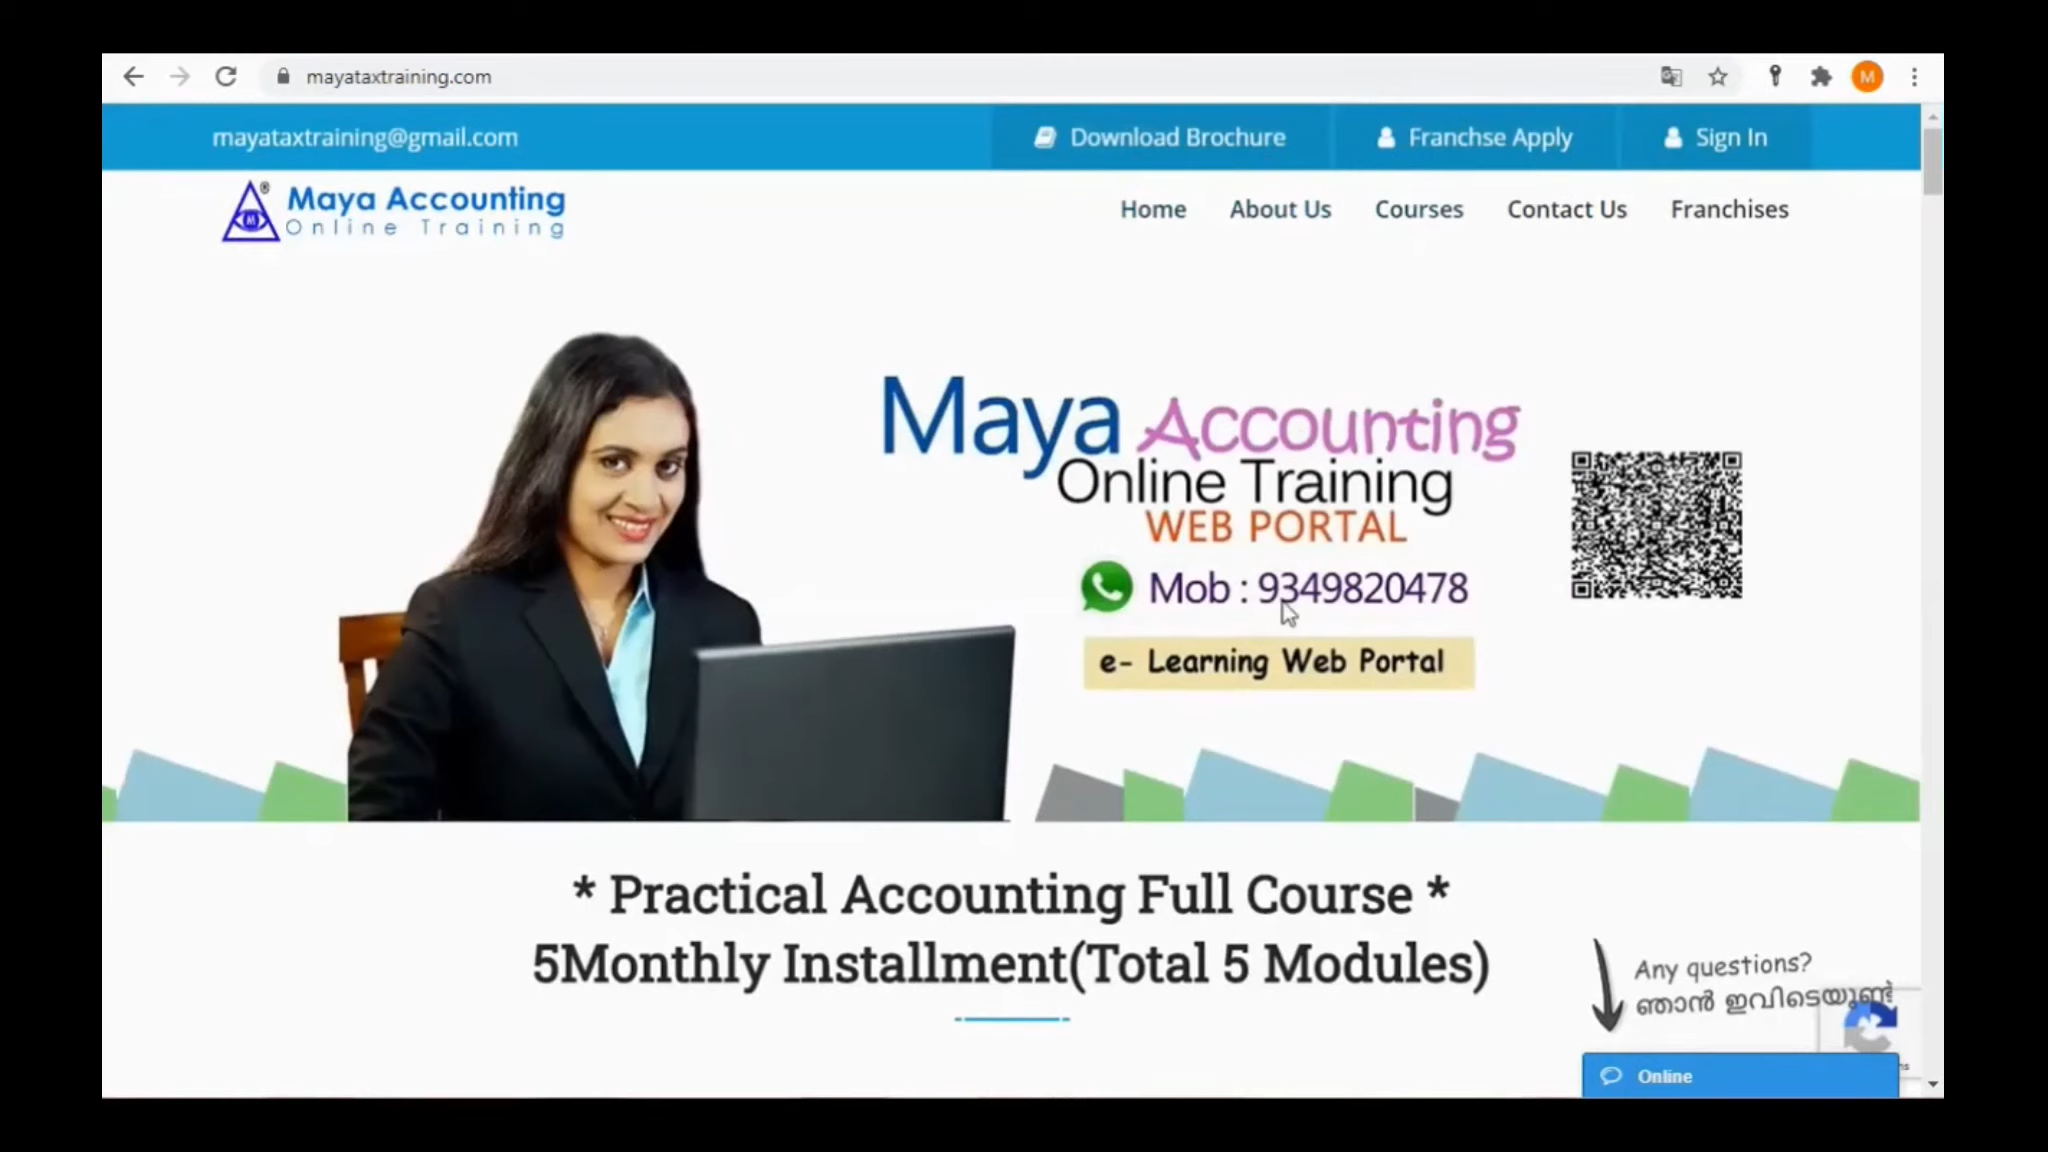 mayataxtraining.com
M
mayataxtraining@gmail.com
Download Brochure
Franchse Apply
Sign In
M
®
Maya Accounting
Online Training
Home
About Us
Courses
Contact Us
Franchises
Maya Accounting
Online Training
WEB PORTAL
Mob : 9349820478
e- Learning Web Portal
* Practical Accounting Full Course *
5Monthly Installment(Total 5 Modules)
Any questions?
ഞാൻ ഇവിടെയുണ്ട്
Online